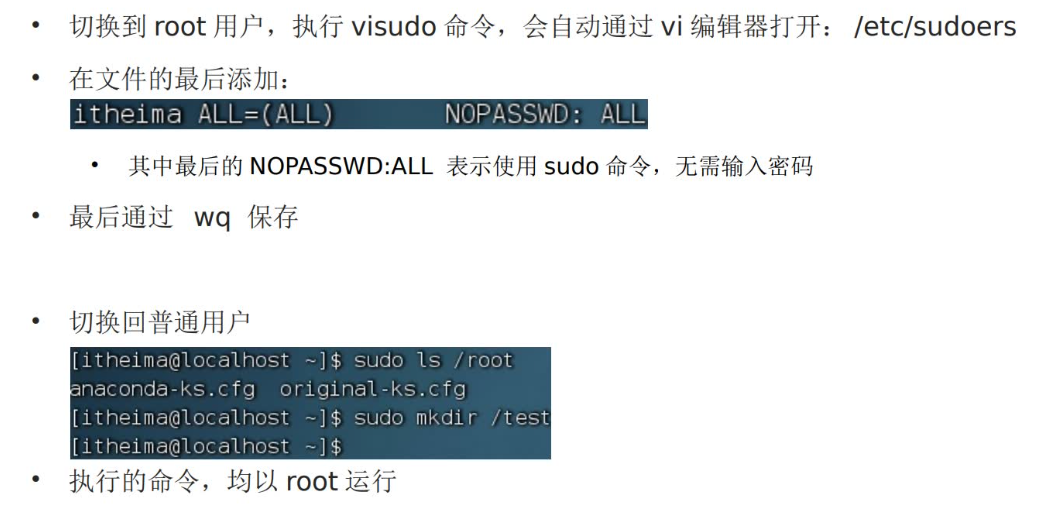 • 切换到 root 用户，执行 visudo 命令，会自动通过 vi 编辑器打开： /etc/sudoers
• 在文件的最后添加：
itheima ALL=(ALL)       NOPASSWD: ALL
• 其中最后的 NOPASSWD:ALL 表示使用 sudo 命令，无需输入密码
• 最后通过 wq 保存
• 切换回普通用户
[itheima@localhost ~]$ sudo ls /root
anaconda-ks.cfg  original-ks.cfg
[itheima@localhost ~]$ sudo mkdir /test
[itheima@localhost ~]$
• 执行的命令，均以 root 运行